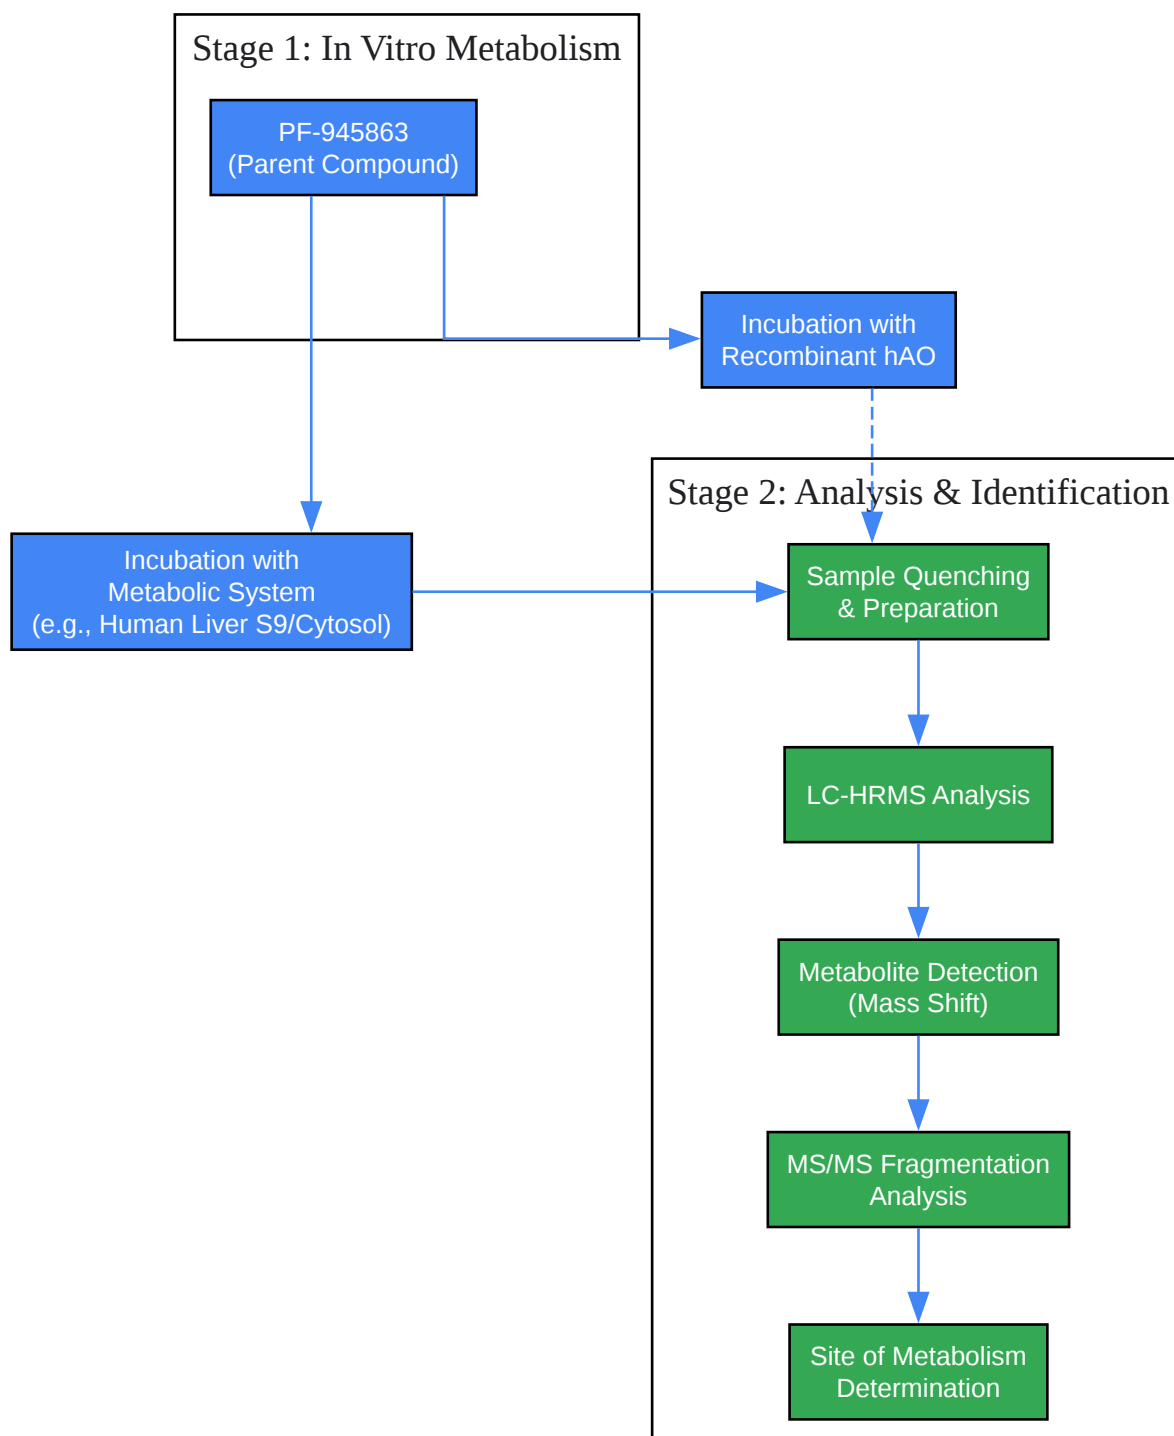 Stage 1: In Vitro Metabolism
PF-945863
(Parent Compound)
Incubation with
Recombinant hAO
Stage 2: Analysis & Identification
Incubation with
Metabolic System
(e.g., Human Liver S9/Cytosol)
Sample Quenching
& Preparation
LC-HRMS Analysis
Metabolite Detection
(Mass Shift)
MS/MS Fragmentation
Analysis
Site of Metabolism
Determination